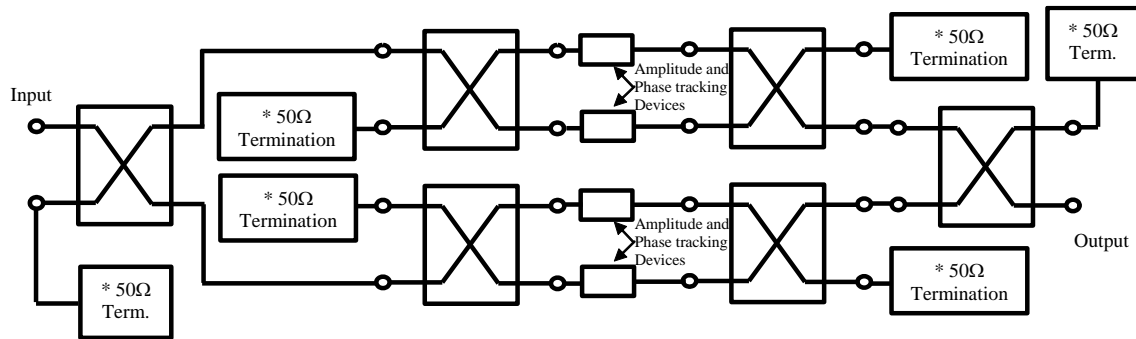 Input
* 50Ω
Termination
* 50Ω
Termination
* 50Ω
Term.
Amplitude and
Phase tracking
Devices
Amplitude and
Phase tracking
Devices
* 50Ω
Termination
* 50Ω
Term.
Output
* 50Ω
Termination